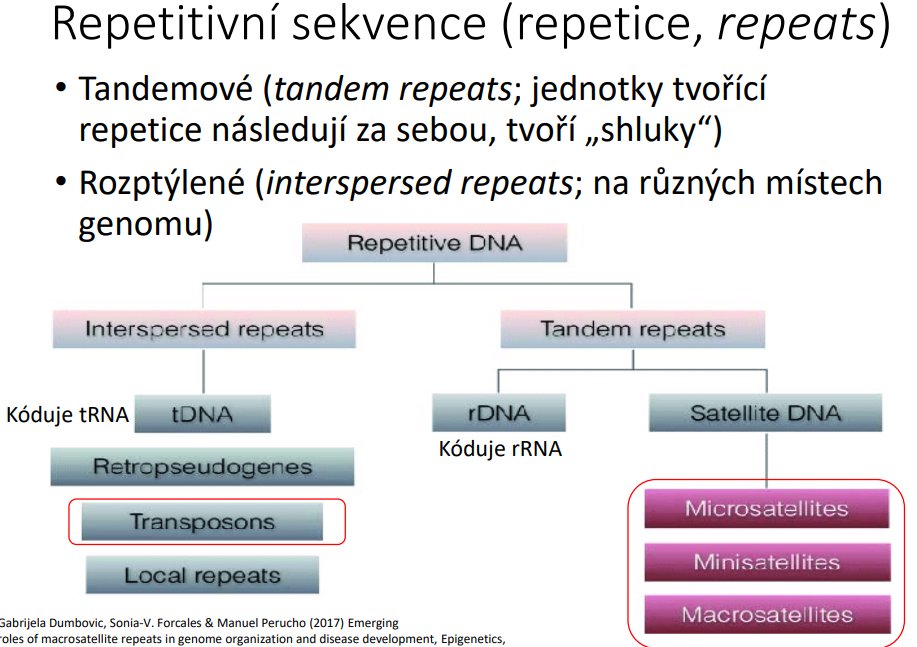 Repetitivní sekvence (repetice, repeats)
• Tandemové (tandem repeats; jednotky tvořící
repetice následují za sebou, tvoří „shluky“)
• Rozptýlené (interspersed repeats; na různých místech
genomu)
Repetitive DNA
Interspersed repeats
Tandem repeats
Kóduje tRNA
tDNA
rDNA
Satellite DNA
Kóduje rRNA
Retropseudogenes
Microsatellites
Transposons
Minisatellites
Local repeats
Macrosatellites
Gabrijela Dumbovic, Sonia-V. Forcales & Manuel Perucho (2017) Emerging
roles of macrosatellite repeats in genome organization and disease development, Epigenetics,